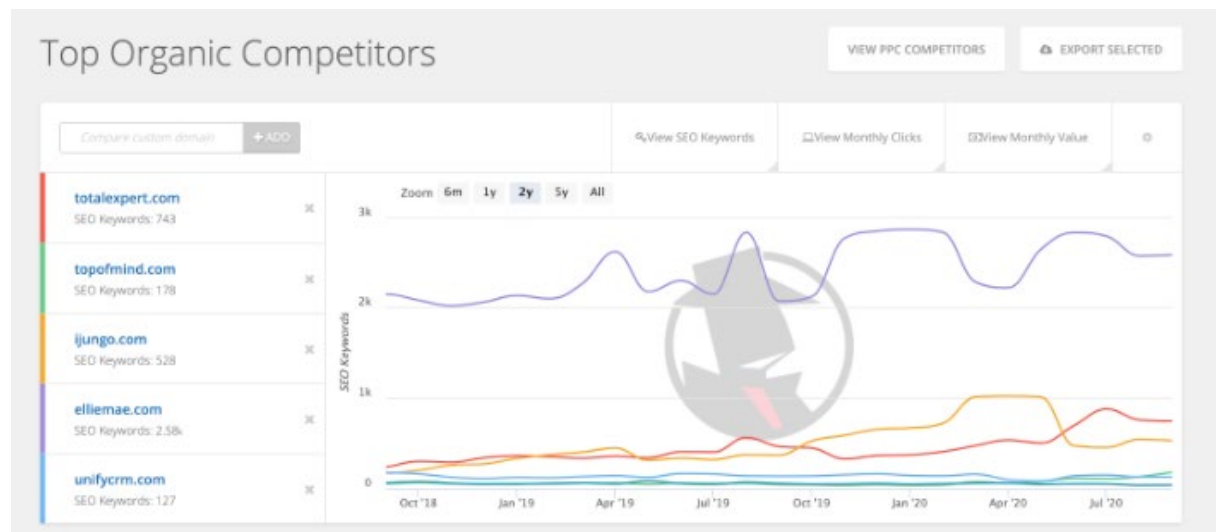 Top Organic Competitors
VIEW PPC COMPETITORS
EXPORT SELECTED
Compare custom domain
+ ADD
View SEO Keywords
View Monthly Clicks
View Monthly Value
totalexpert.com
SEO Keywords: 743
topofmind.com
SEO Keywords: 178
ijungo.com
SEO Keywords: 528
elliemae.com
SEO Keywords: 2.58k
unifycrm.com
SEO Keywords: 127
Zoom 6m 1y 2y 5y All
3k
2k
1k
0
SEO Keywords
Oct '18 Jan '19 Apr '19 Jul '19 Oct '19 Jan '20 Apr '20 Jul '20